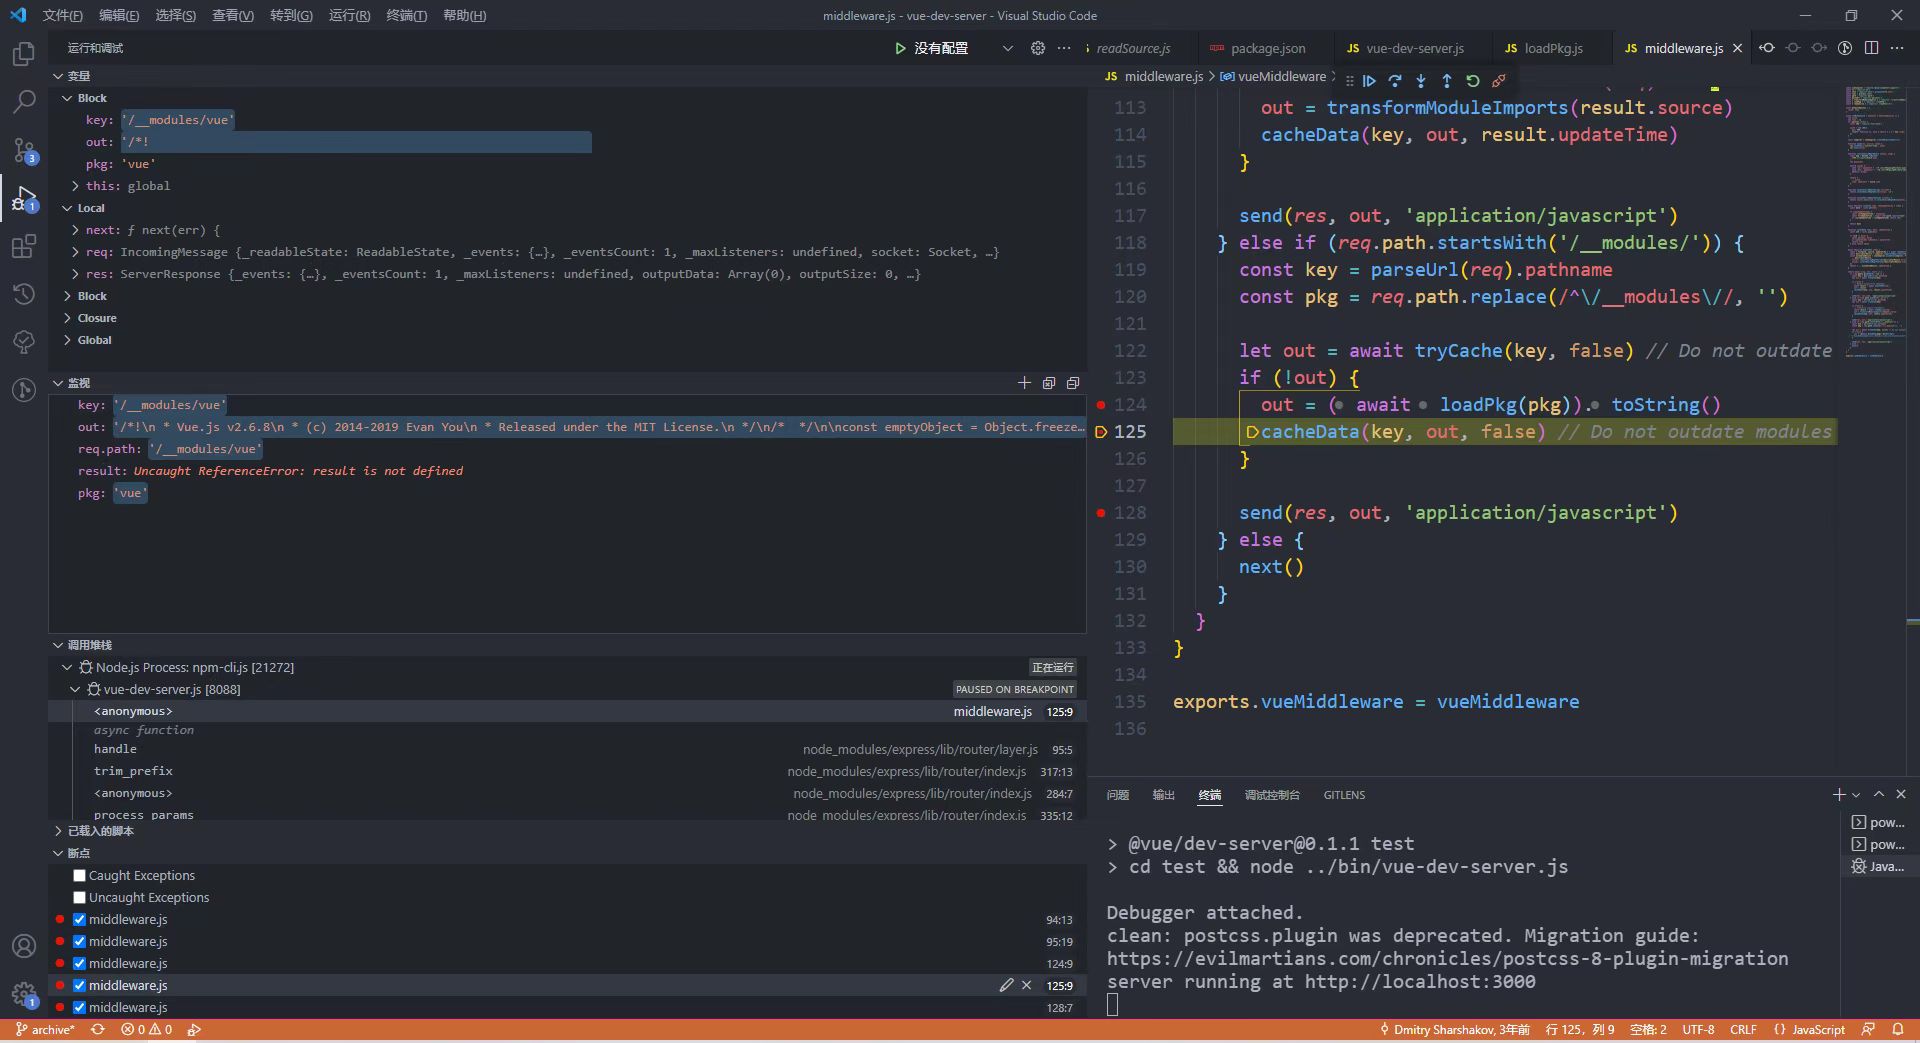 文件(F) 编辑(E) 选择(S) 查看(V) 转到(G) 运行(R) 终端(T) 帮助(H)
middleware.js - vue-dev-server - Visual Studio Code
运行和调试
没有配置
变量
Block
key: '/__modules/vue'
out: '/*!
pkg: 'vue'
this: global
Local
next: ƒ next(err) {
req: IncomingMessage {_readableState: ReadableState, _events: {…}, _eventsCount: 1, _maxListeners: undefined, socket: Socket, …}
res: ServerResponse {_events: {…}, _eventsCount: 1, _maxListeners: undefined, outputData: Array(0), outputSize: 0, …}
Block
Closure
Global
监视
key: '/__modules/vue'
out: '/*!\n * Vue.js v2.6.8\n * (c) 2014-2019 Evan You\n * Released under the MIT License.\n */\n/*  */\n\nconst emptyObject = Object.freeze…
req.path: '/__modules/vue'
result: Uncaught ReferenceError: result is not defined
pkg: 'vue'
调用堆栈
Node.js Process: npm-cli.js [21272] 正在运行
vue-dev-server.js [8088] PAUSED ON BREAKPOINT
<anonymous> middleware.js 125:9
async function
handle node_modules/express/lib/router/layer.js 95:5
trim_prefix node_modules/express/lib/router/index.js 317:13
<anonymous> node_modules/express/lib/router/index.js 284:7
process_params node_modules/express/lib/router/index.js 335:12
已载入的脚本
断点
Caught Exceptions
Uncaught Exceptions
middleware.js 94:13
middleware.js 95:19
middleware.js 124:9
middleware.js 125:9
middleware.js 128:7
readSource.js package.json JS vue-dev-server.js JS loadPkg.js JS middleware.js
JS middleware.js > vueMiddleware >
113 out = transformModuleImports(result.source)
114 cacheData(key, out, result.updateTime)
115 }
116
117 send(res, out, 'application/javascript')
118 } else if (req.path.startsWith('/__modules/')) {
119 const key = parseUrl(req).pathname
120 const pkg = req.path.replace(/^\/__modules\//, '')
121
122 let out = await tryCache(key, false) // Do not outdate
123 if (!out) {
124 out = ( await loadPkg(pkg)). toString()
125 cacheData(key, out, false) // Do not outdate modules
126 }
127
128 send(res, out, 'application/javascript')
129 } else {
130 next()
131 }
132 }
133 }
134
135 exports.vueMiddleware = vueMiddleware
136
问题 输出 终端 调试控制台 GITLENS
> @vue/dev-server@0.1.1 test
> cd test && node ../bin/vue-dev-server.js
Debugger attached.
clean: postcss.plugin was deprecated. Migration guide:
https://evilmartians.com/chronicles/postcss-8-plugin-migration
server running at http://localhost:3000
pow...
pow...
Java...
3
1
1
archive* 0 0
Dmitry Sharshakov, 3年前 行 125，列 9 空格: 2 UTF-8 CRLF {} JavaScript